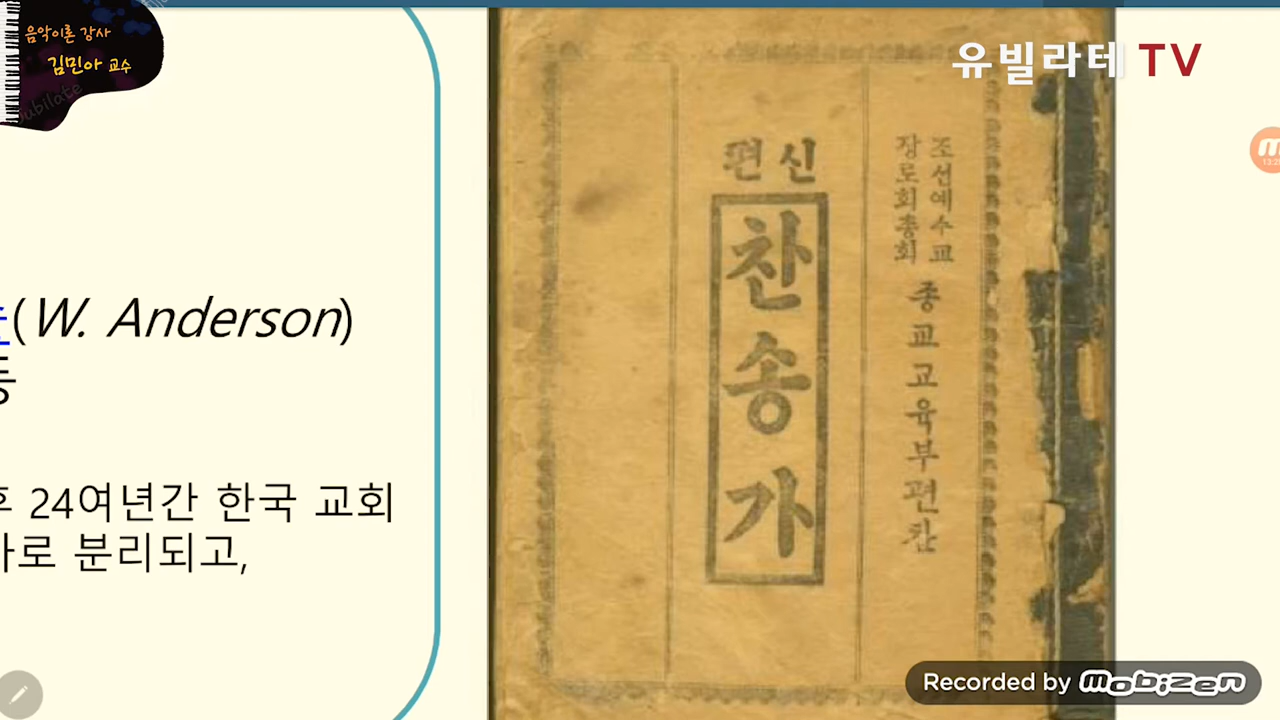 음악이론 강사
김민아 교수
Jubilate
유빌라테 TV
(W. Anderson)
등
후 24여년간 한국 교회
로 분리되고,
조선예수교
장로회총회
종교교육부편찬
신편
찬송가
Recorded by mobizen